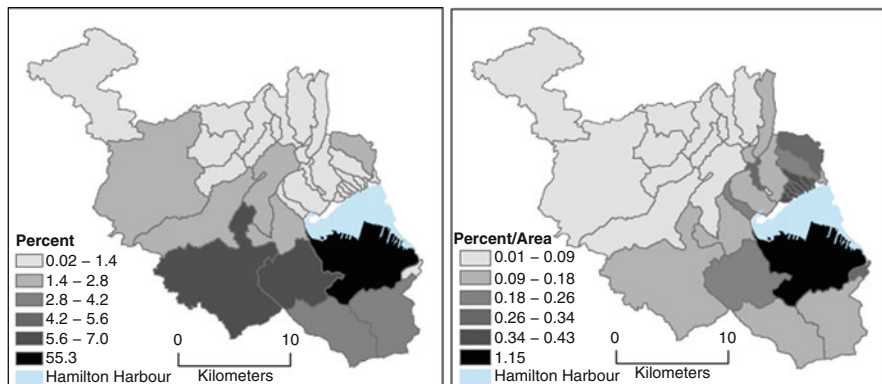 Percent
0.02 – 1.4
1.4 – 2.8
2.8 – 4.2
4.2 – 5.6
5.6 – 7.0
55.3
Hamilton Harbour
0 10
Kilometers
Percent/Area
0.01 – 0.09
0.09 – 0.18
0.18 – 0.26
0.26 – 0.34
0.34 – 0.43
1.15
Hamilton Harbour
0 10
Kilometers